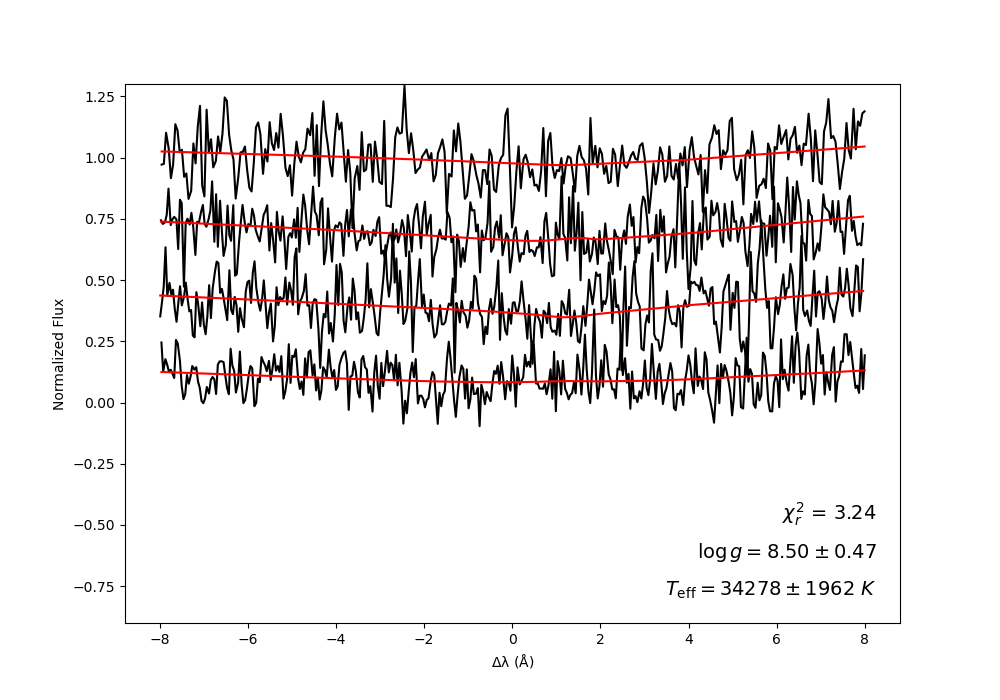 1.25
1.00
0.75
0.50
0.25
0.00
−0.25
−0.50
−0.75
Normalized Flux
χ²ᵣ = 3.24
log g = 8.50 ± 0.47
T_eff = 34278 ± 1962 K
−8 −6 −4 −2 0 2 4 6 8
Δλ (Å)